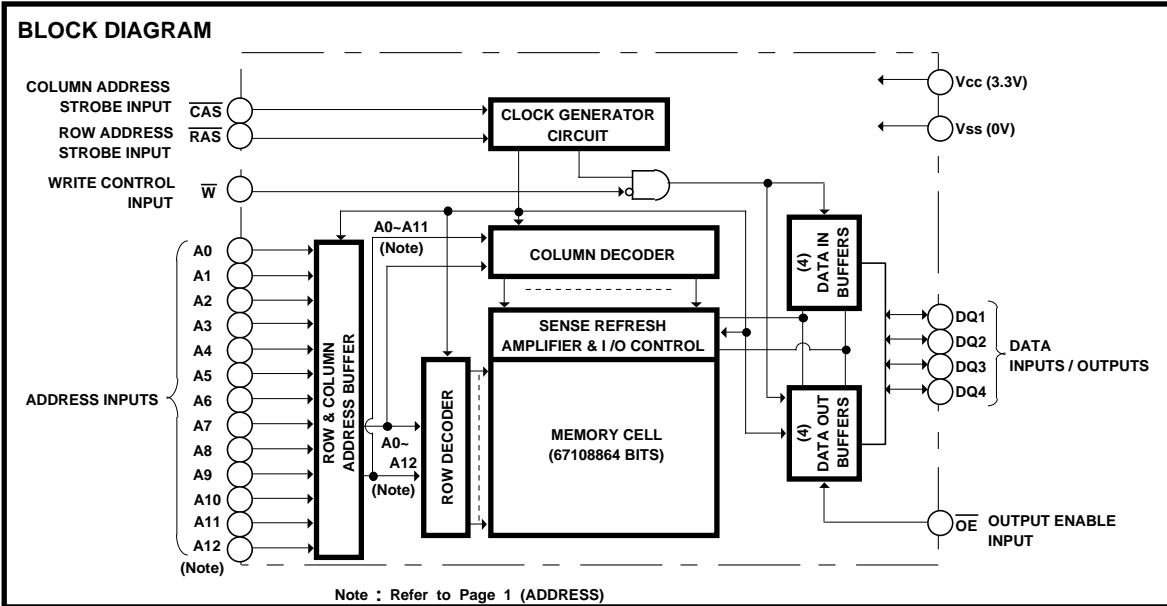 BLOCK DIAGRAM
COLUMN ADDRESS
STROBE INPUT
CAS
ROW ADDRESS
STROBE INPUT
RAS
WRITE CONTROL
INPUT
W
CLOCK GENERATOR
CIRCUIT
Vcc (3.3V)
Vss (0V)
A0~A11
(Note)
COLUMN DECODER
(4)
DATA IN
BUFFERS
ADDRESS INPUTS
A0
A1
A2
A3
A4
A5
A6
A7
A8
A9
A10
A11
A12
(Note)
ROW & COLUMN
ADDRESS BUFFER
A0~
A12
(Note)
ROW DECODER
SENSE REFRESH
AMPLIFIER & I /O CONTROL
MEMORY CELL
(67108864 BITS)
(4)
DATA OUT
BUFFERS
DQ1
DQ2
DQ3
DQ4
DATA
INPUTS / OUTPUTS
OE
OUTPUT ENABLE
INPUT
Note : Refer to Page 1 (ADDRESS)